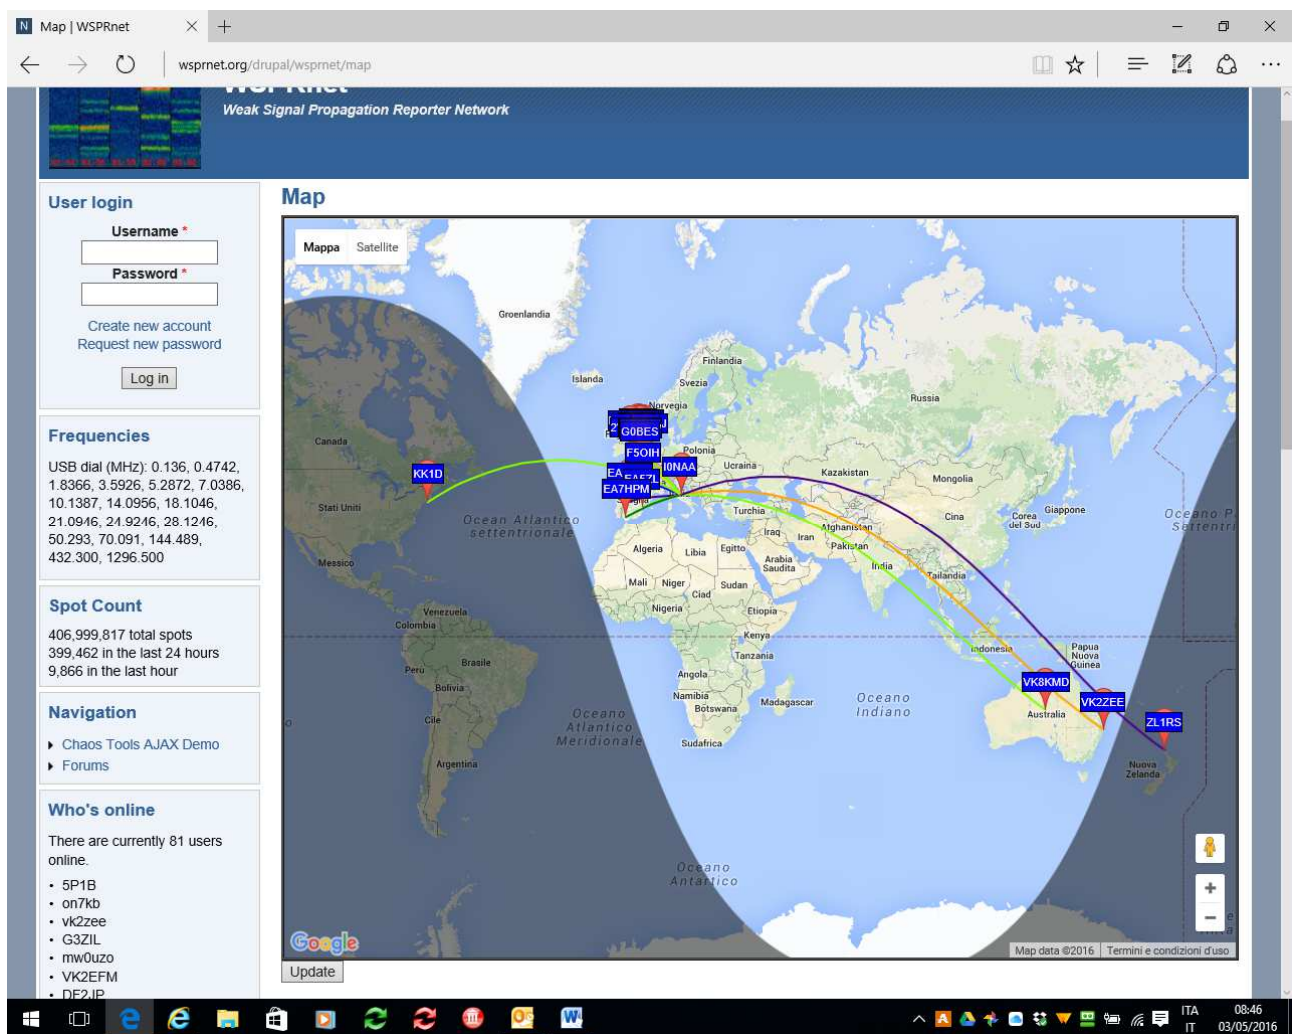 Map | WSPRnet
wsprnet.org/drupal/wsprnet/map
WSPRnet
Weak Signal Propagation Reporter Network
User login
Username *
Password *
Create new account
Request new password
Log in
Frequencies
USB dial (MHz): 0.136, 0.4742,
1.8366, 3.5926, 5.2872, 7.0386,
10.1387, 14.0956, 18.1046,
21.0946, 24.9246, 28.1246,
50.293, 70.091, 144.489,
432.300, 1296.500
Spot Count
406,999,817 total spots
399,462 in the last 24 hours
9,866 in the last hour
Navigation
Chaos Tools AJAX Demo
Forums
Who's online
There are currently 81 users
online.
5P1B
on7kb
vk2zee
G3ZIL
mw0uzo
VK2EFM
DF2JP
Map
Mappa Satellite
Groenlandia
Islanda
Finlandia
Svezia
Norvegia
Russia
Canada
G0BES
F5OIH
I0NAA
Polonia
Ucraina
Kazakistan
Mongolia
KK1D
EA7HPM
Stati Uniti
Ocean Atlantico
settentrionale
Turchia
Afghanistan
Cina
Corea
del Sud
Giappone
Messico
Algeria
Libia
Egitto
Iraq
Iran
Pakistan
Arabia
Saudita
India
Tailandia
Mali
Niger
Ciad
Sudan
Nigeria
Etiopia
Venezuela
Colombia
Kenya
Tanzania
Indonesia
Papua
Nuova
Guinea
Perù
Brasile
Bolivia
Angola
Namibia
Botswana
Madagascar
Oceano
Indiano
VK8KMD
Australia
VK2ZEE
ZL1RS
Cile
Oceano
Atlantico
Meridionale
Sudafrica
Argentina
Nuova
Zelanda
Oceano
Antartico
Google
Map data ©2016
Termini e condizioni d'uso
Update
ITA
IT
08:46
03/05/2016